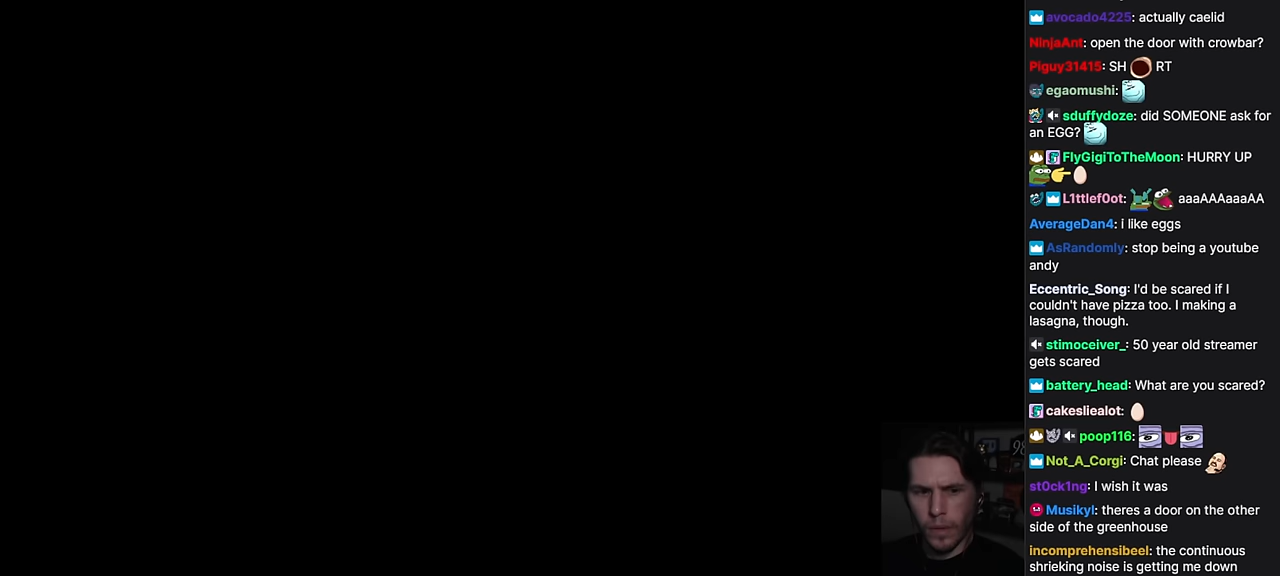 avocado4225: actually caelid
NinjaAnt: open the door with crowbar?
Piguy31415: SH RT
egaomushi:
sduffydoze: did SOMEONE ask for
an EGG?
FlyGigiToTheMoon: HURRY UP
L1ttlef0ot: aaaAAAaaaAA
AverageDan4: i like eggs
AsRandomly: stop being a youtube
andy
Eccentric_Song: I'd be scared if I
couldn't have pizza too. I making a
lasagna, though.
stimoceiver_: 50 year old streamer
gets scared
battery_head: What are you scared?
cakesliealot:
poop116:
Not_A_Corgi: Chat please
st0ck1ng: I wish it was
Musikyl: theres a door on the other
side of the greenhouse
incomprehensibeel: the continuous
shrieking noise is getting me down